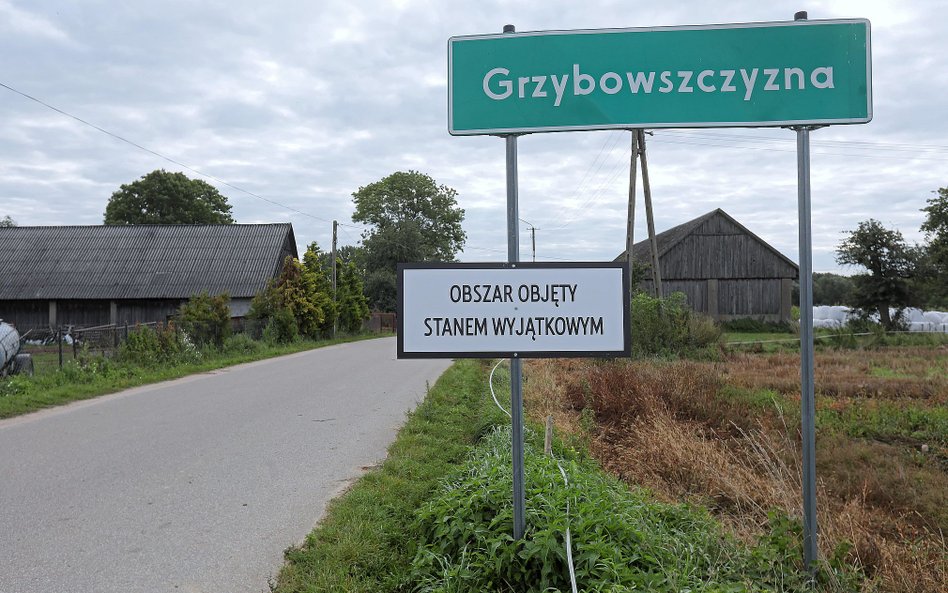 Grzybowszczyzna
OBSZAR OBJĘTY
STANEM WYJĄTKOWYM